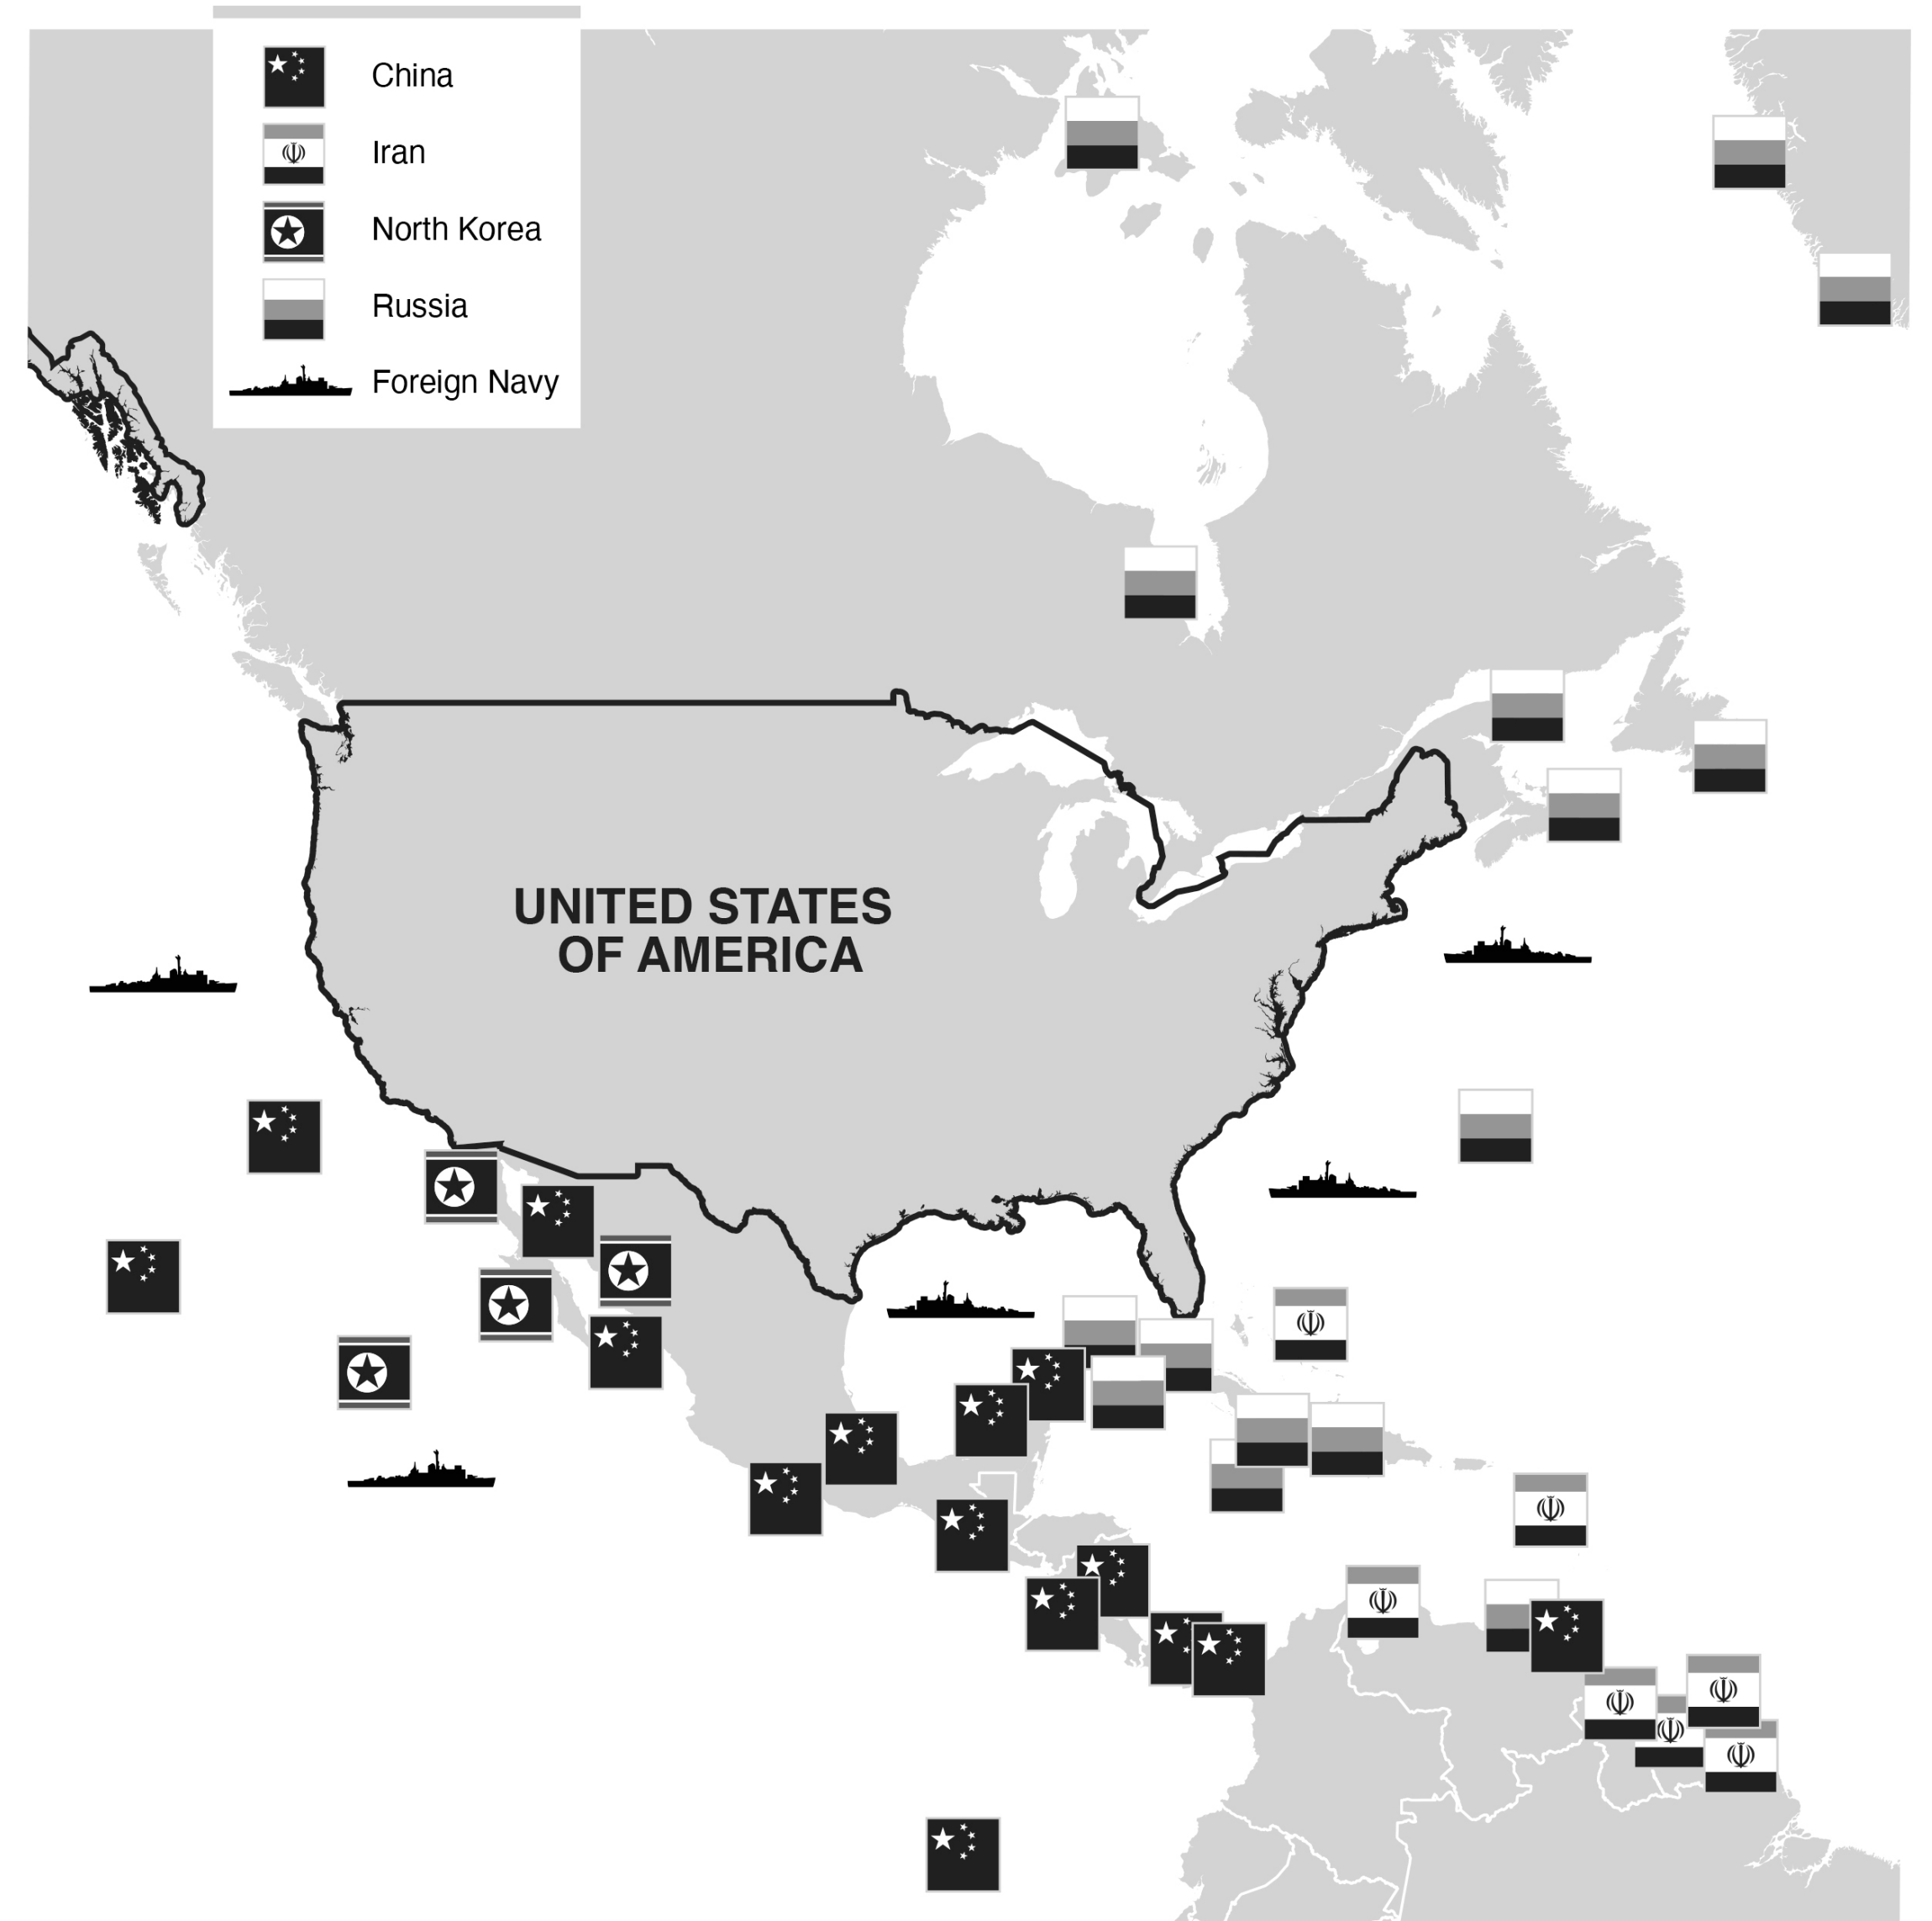 China
Iran
North Korea
Russia
Foreign Navy
UNITED STATES
OF AMERICA